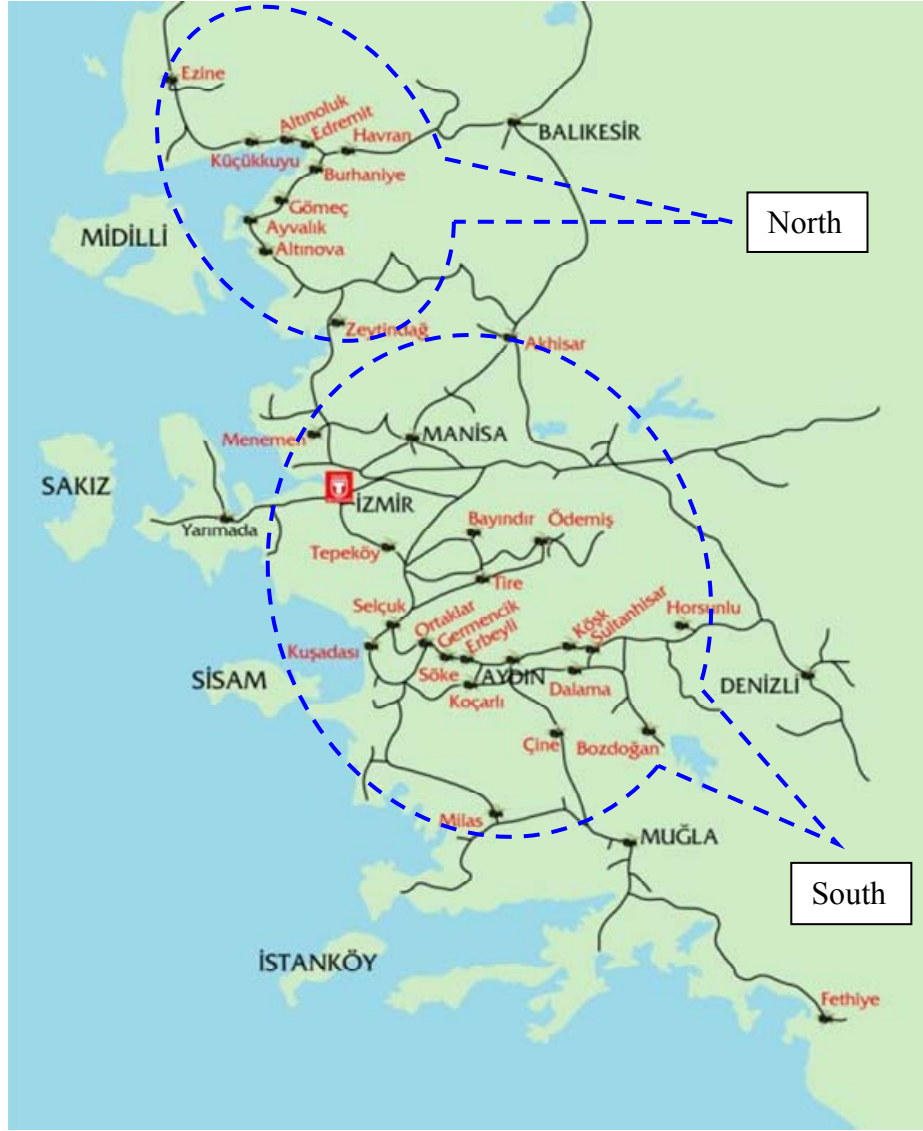 Ezine
Altınoluk
Edremit
Havran
BALIKESİR
Küçükkuyu
Burhaniye
Gömeç
North
MİDİLLİ
Ayvalık
Altınova
Zeytindağ
Akhisar
Menemen
MANİSA
SAKIZ
İZMİR
Yarımada
Bayındır
Ödemiş
Tepeköy
Tire
Selçuk
Ortaklar
Germencik
Erbeyli
Köşk
Sultanhisar
Horsunlu
Kuşadası
SİSAM
Söke
AYDIN
Dalama
DENİZLİ
Koçarlı
Çine
Bozdoğan
Milas
MUĞLA
South
İSTANKÖY
Fethiye